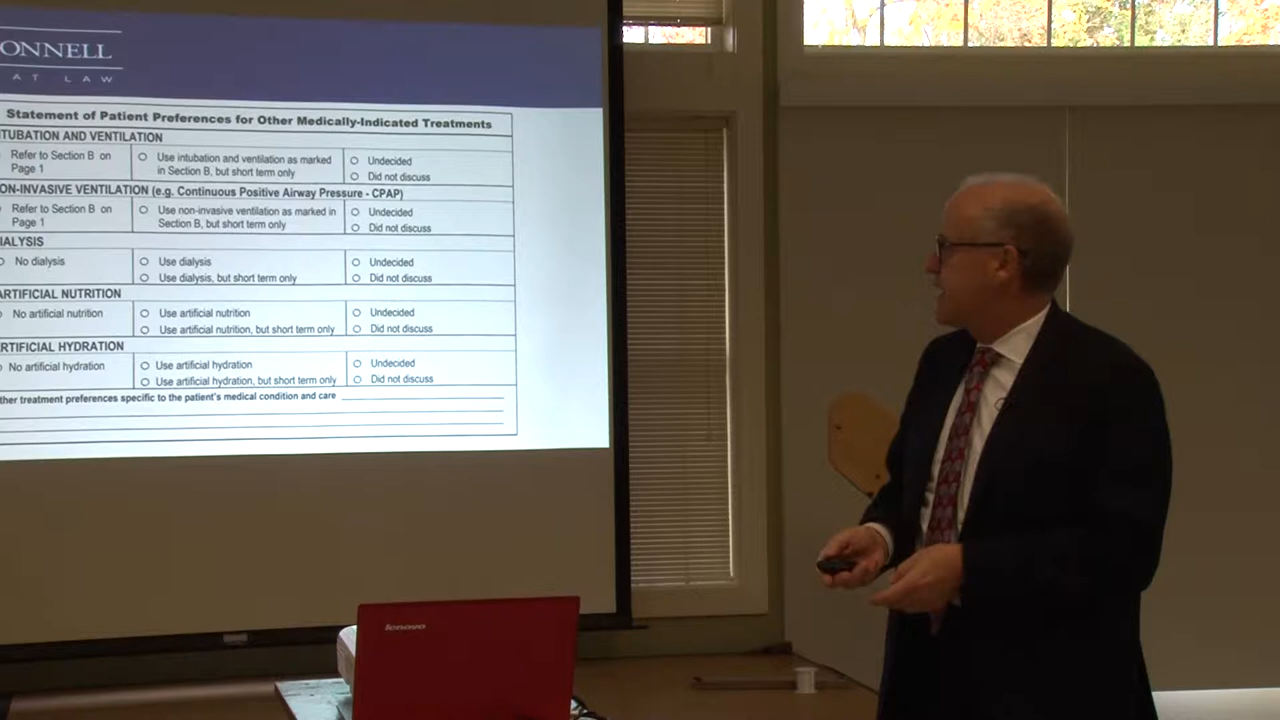 ONNELL
AT LAW
Statement of Patient Preferences for Other Medically-Indicated Treatments
TUBATION AND VENTILATION
Refer to Section B on
Page 1
Use intubation and ventilation as marked
in Section B, but short term only
Undecided
Did not discuss
ON-INVASIVE VENTILATION (e.g. Continuous Positive Airway Pressure - CPAP)
Refer to Section B on
Page 1
Use non-invasive ventilation as marked in
Section B, but short term only
Undecided
Did not discuss
IALYSIS
No dialysis
Use dialysis
Use dialysis, but short term only
Undecided
Did not discuss
ARTIFICIAL NUTRITION
No artificial nutrition
Use artificial nutrition
Use artificial nutrition, but short term only
Undecided
Did not discuss
RTIFICIAL HYDRATION
No artificial hydration
Use artificial hydration
Use artificial hydration, but short term only
Undecided
Did not discuss
ther treatment preferences specific to the patient's medical condition and care
lenovo